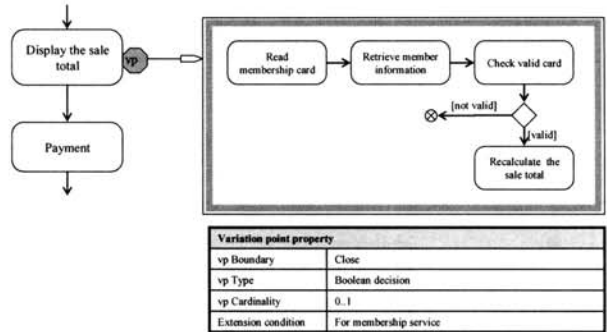 Display the sale
total
vp
Payment
Read
membership card
Retrieve member
information
Check valid card
[not valid]
[valid]
Recalculate the
sale total
Variation point property
vp Boundary Close
vp Type Boolean decision
vp Cardinality 0..1
Extension condition For membership service